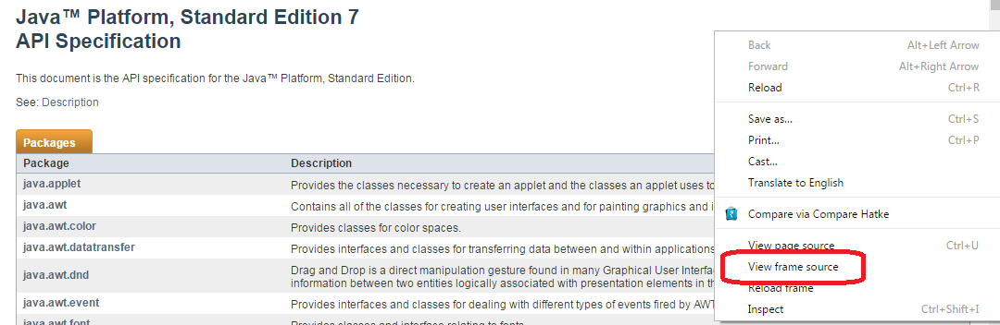 Java™ Platform, Standard Edition 7
API Specification
This document is the API specification for the Java™ Platform, Standard Edition.
See: Description
Packages
Package Description
java.applet Provides the classes necessary to create an applet and the classes an applet uses to
java.awt Contains all of the classes for creating user interfaces and for painting graphics and i
java.awt.color Provides classes for color spaces.
java.awt.datatransfer Provides interfaces and classes for transferring data between and within applications.
java.awt.dnd Drag and Drop is a direct manipulation gesture found in many Graphical User Interfac
information between two entities logically associated with presentation elements in th
java.awt.event Provides interfaces and classes for dealing with different types of events fired by AWT
java.awt.font Provides classes and interface relating to fonts.
Back Alt+Left Arrow
Forward Alt+Right Arrow
Reload Ctrl+R
Save as... Ctrl+S
Print... Ctrl+P
Cast...
Translate to English
Compare via Compare Hatke
View page source Ctrl+U
View frame source
Reload frame
Inspect Ctrl+Shift+I